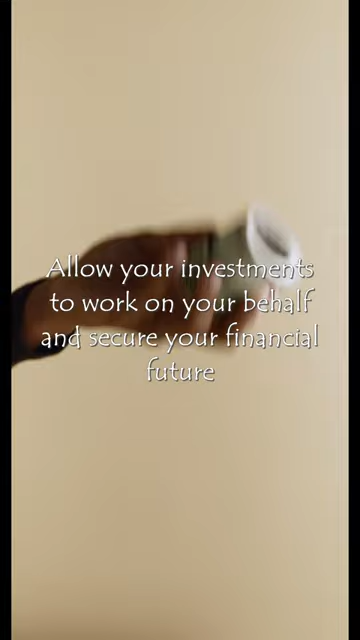 Allow your investments
to work on your behalf
and secure your financial
future